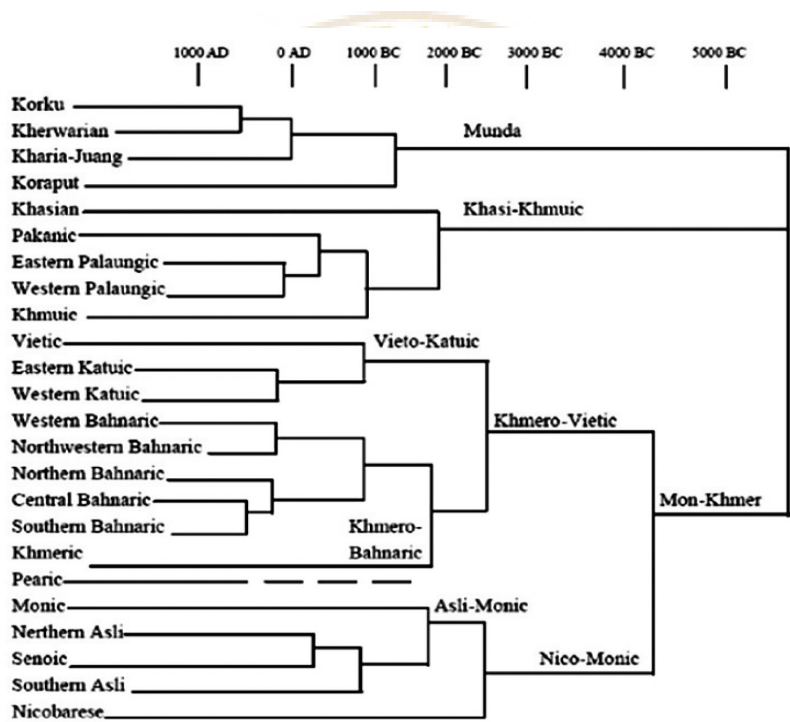 1000 AD 0 AD 1000 BC 2000 BC 3000 BC 4000 BC 5000 BC
Korku
Kherwarian Munda
Kharia-Juang
Koraput
Khasian Khasi-Khmuic
Pakanic
Eastern Palaungic
Western Palaungic
Khmuic
Vietic Vieto-Katuic
Eastern Katuic
Western Katuic
Western Bahnaric Khmero-Vietic
Northwestern Bahnaric
Northern Bahnaric
Central Bahnaric Mon-Khmer
Southern Bahnaric Khmero-
Khmeric Bahnaric
Pearic
Monic Asli-Monic
Nerthern Asli
Senoic Nico-Monic
Southern Asli
Nicobarese